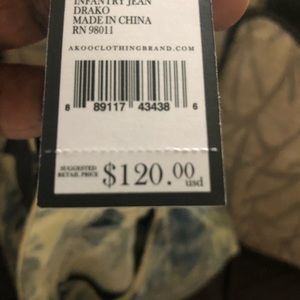 INFANTRY JEAN
DRAKO
MADE IN CHINA
RN 98011
AKOOCLOTHINGBRAND.COM
8 89117 43438 6
SUGGESTED
RETAIL PRICE $120.00 usd